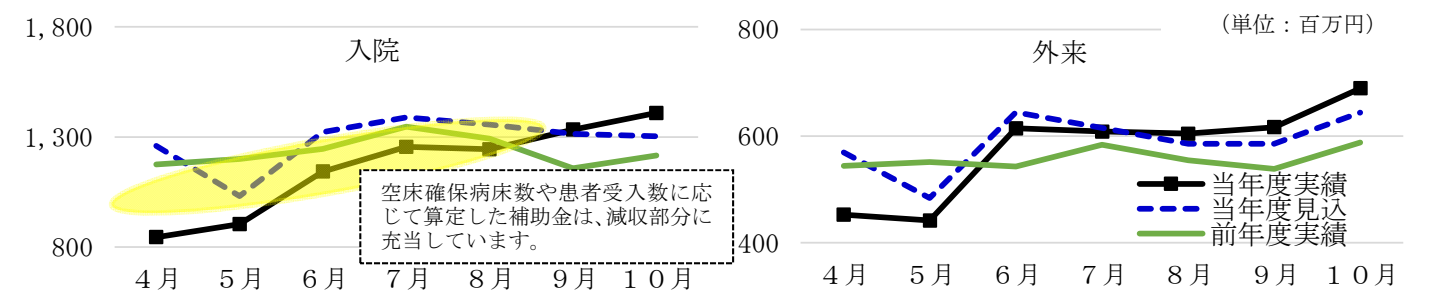 入院
1,800
1,300
800
空床確保病床数や患者受入数に応
じて算定した補助金は、減収部分に
充当しています。
4月 5月 6月 7月 8月 9月 10月
(単位：百万円)
外来
800
600
400
当年度実績
当年度見込
前年度実績
4月 5月 6月 7月 8月 9月 10月